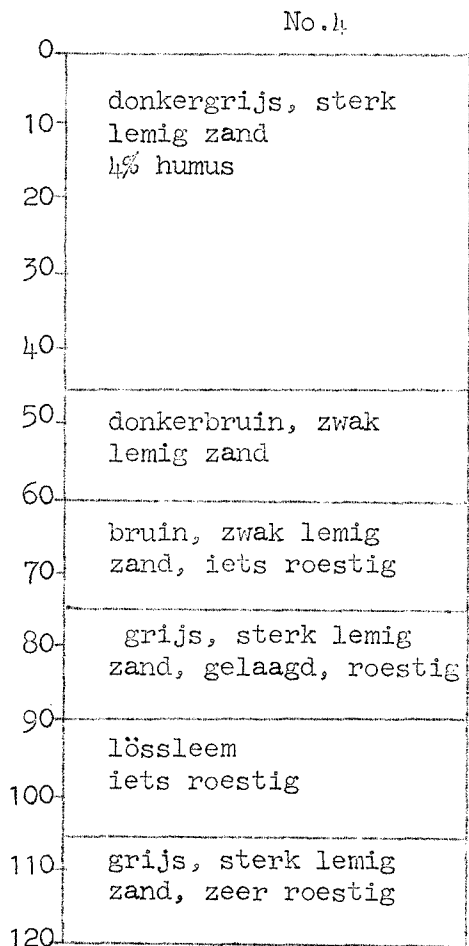 No.4
0
donkergrijs, sterk
10
lemig zand
4% humus
20
30
40
50
donkerbruin, zwak
lemig zand
60
bruin, zwak lemig
70
zand, iets roestig
80
grijs, sterk lemig
zand, gelaagd, roestig
90
lössleem
iets roestig
100
110
grijs, sterk lemig
zand, zeer roestig
120